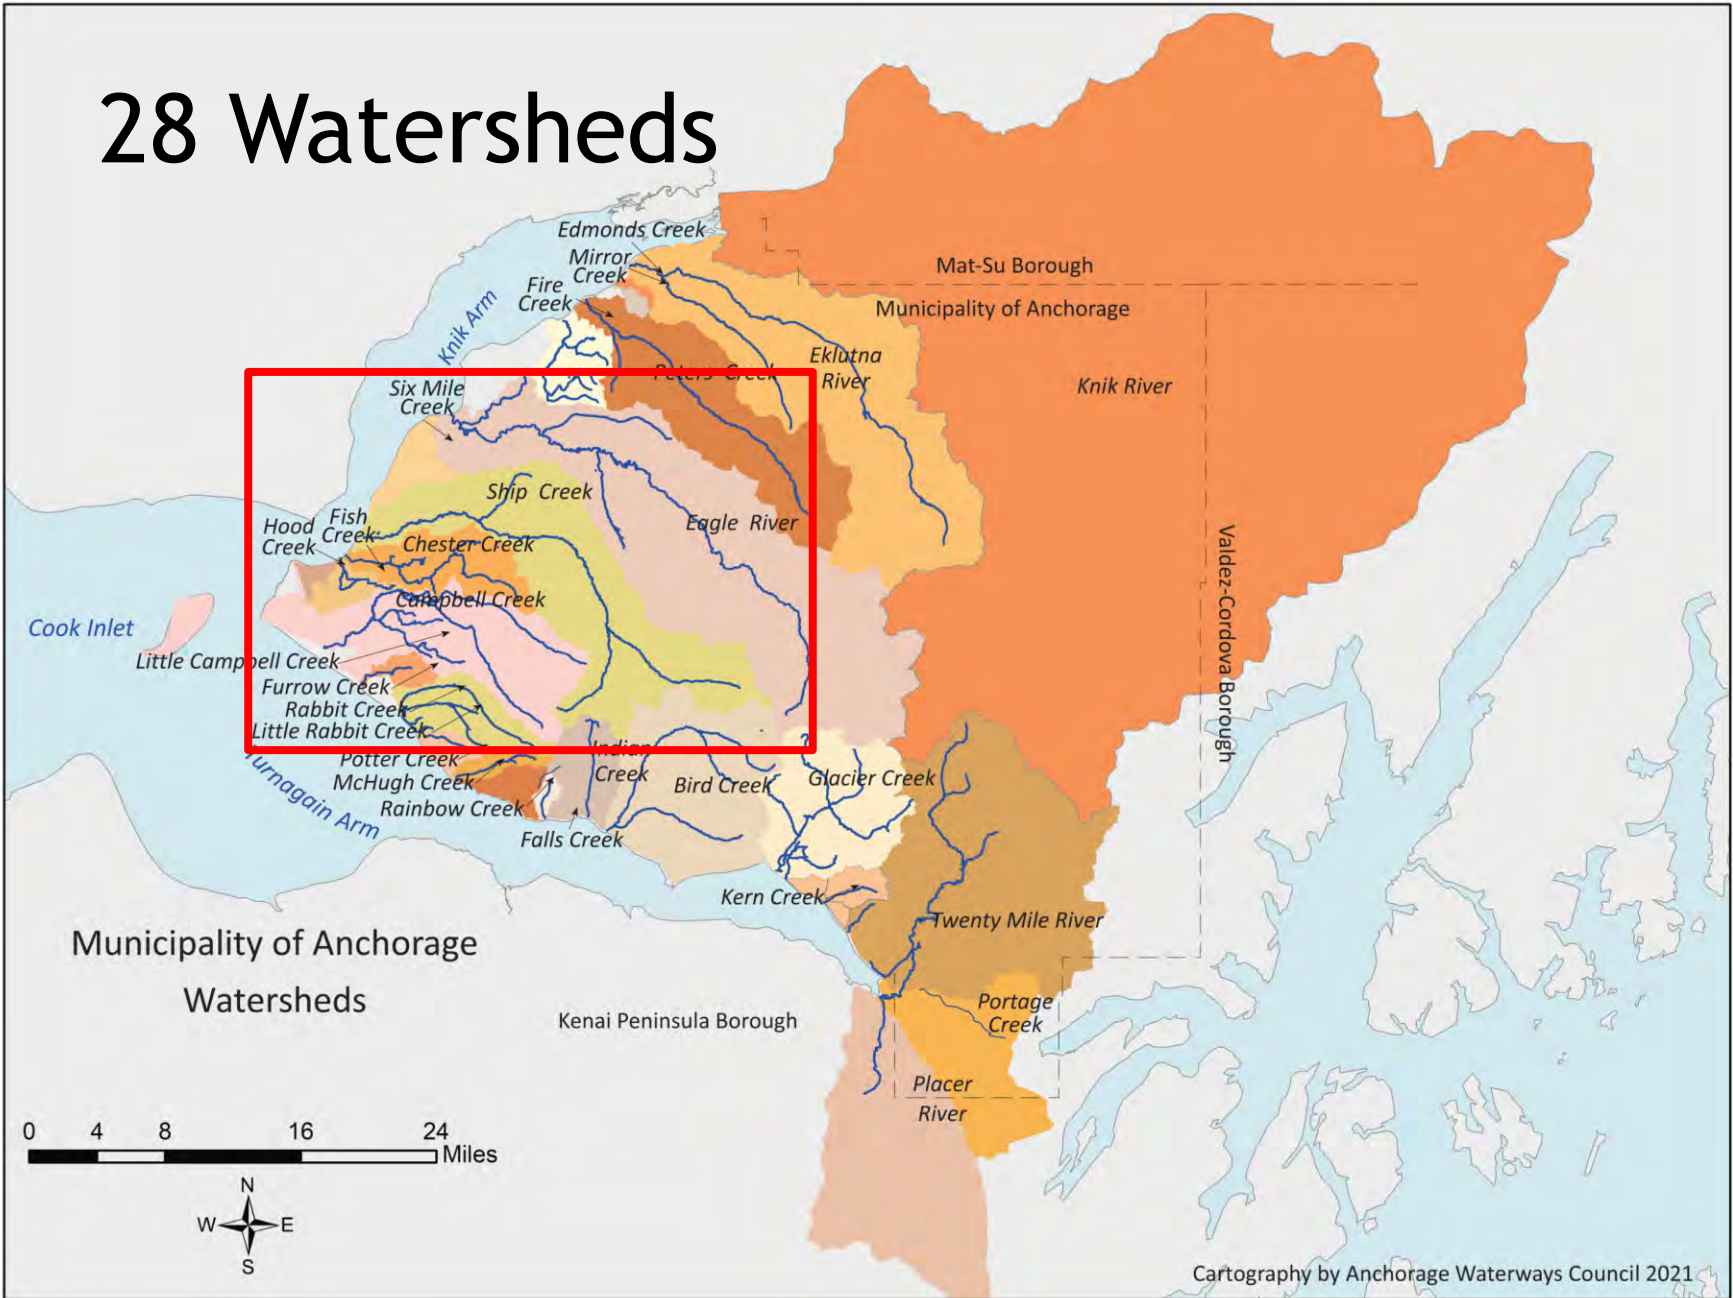 28 Watersheds
Edmonds Creek
Mirror
Creek
Fire
Creek
Knik Arm
Mat-Su Borough
Municipality of Anchorage
Eklutna
River
Peters Creek
Knik River
Six Mile
Creek
Ship Creek
Eagle River
Hood
Creek
Fish
Creek
Chester Creek
Campbell Creek
Cook Inlet
Little Campbell Creek
Furrow Creek
Rabbit Creek
Little Rabbit Creek
Potter Creek
McHugh Creek
Rainbow Creek
Falls Creek
Turnagain Arm
Indian
Creek
Bird Creek
Glacier Creek
Valdez-Cordova Borough
Kern Creek
Twenty Mile River
Municipality of Anchorage
Watersheds
Kenai Peninsula Borough
Portage
Creek
Placer
River
0 4 8 16 24
Miles
N
W E
S
Cartography by Anchorage Waterways Council 2021